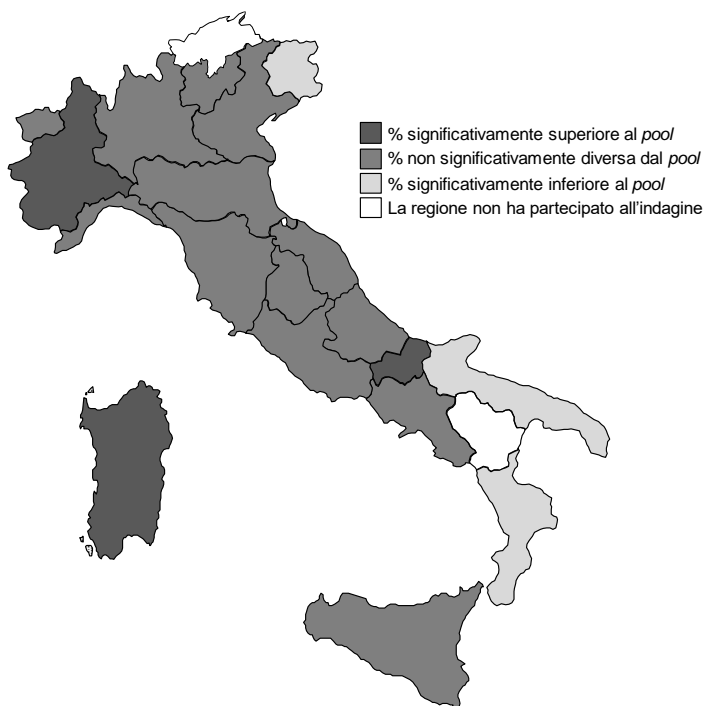 % significativamente superiore al pool
% non significativamente diversa dal pool
% significativamente inferiore al pool
La regione non ha partecipato all'indagine